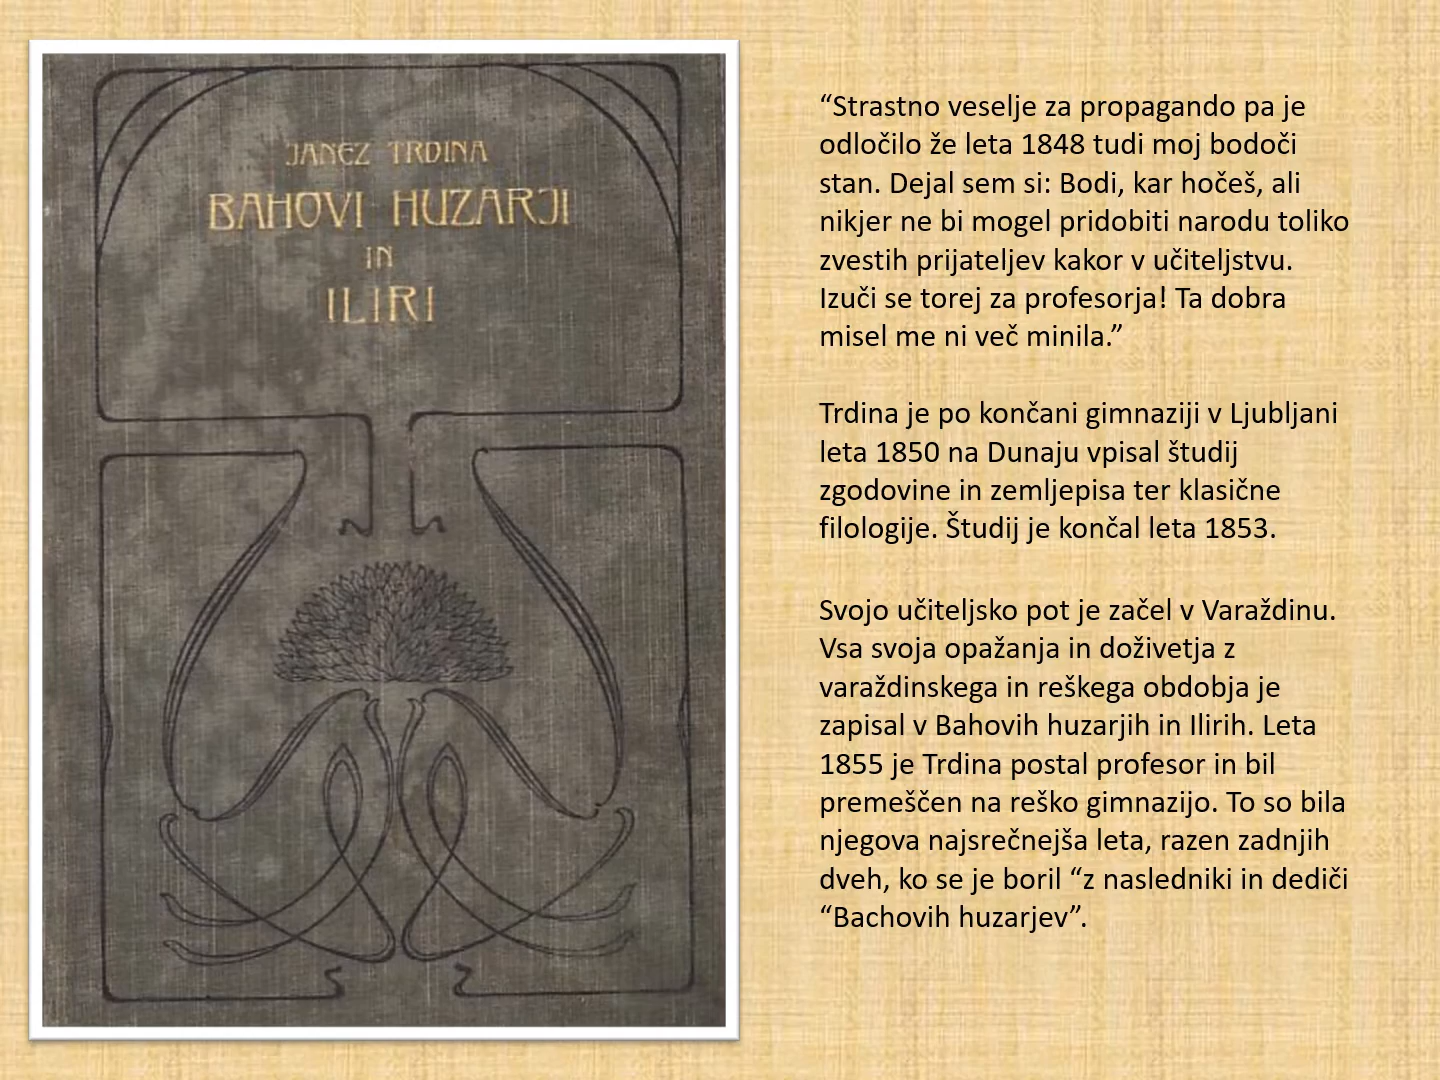 JANEZ TRDINA
BAHOVI HUZARJI
IN
ILIRI
“Strastno veselje za propagando pa je
odločilo že leta 1848 tudi moj bodoči
stan. Dejal sem si: Bodi, kar hočeš, ali
nikjer ne bi mogel pridobiti narodu toliko
zvestih prijateljev kakor v učiteljstvu.
Izuči se torej za profesorja! Ta dobra
misel me ni več minila.”
Trdina je po končani gimnaziji v Ljubljani
leta 1850 na Dunaju vpisal študij
zgodovine in zemljepisa ter klasične
filologije. Študij je končal leta 1853.
Svojo učiteljsko pot je začel v Varaždinu.
Vsa svoja opažanja in doživetja z
varaždinskega in reškega obdobja je
zapisal v Bahovih huzarjih in Ilirih. Leta
1855 je Trdina postal profesor in bil
premeščen na reško gimnazijo. To so bila
njegova najsrečnejša leta, razen zadnjih
dveh, ko se je boril “z nasledniki in dediči
“Bachovih huzarjev”.